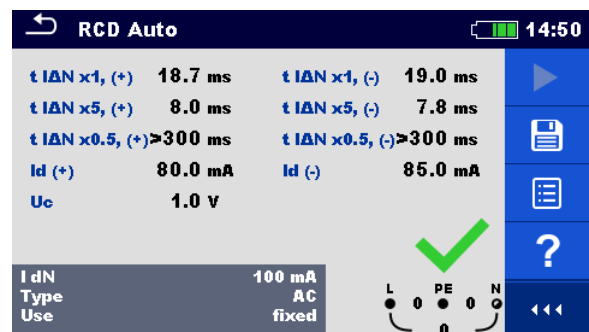 RCD Auto 14:50
t IΔN x1, (+) 18.7 ms t IΔN x1, (-) 19.0 ms
t IΔN x5, (+) 8.0 ms t IΔN x5, (-) 7.8 ms
t IΔN x0.5, (+) >300 ms t IΔN x0.5, (-) >300 ms
Id (+) 80.0 mA Id (-) 85.0 mA
Uc 1.0 V
?
I dN 100 mA
Type AC
Use fixed
L PE N
0 0
0